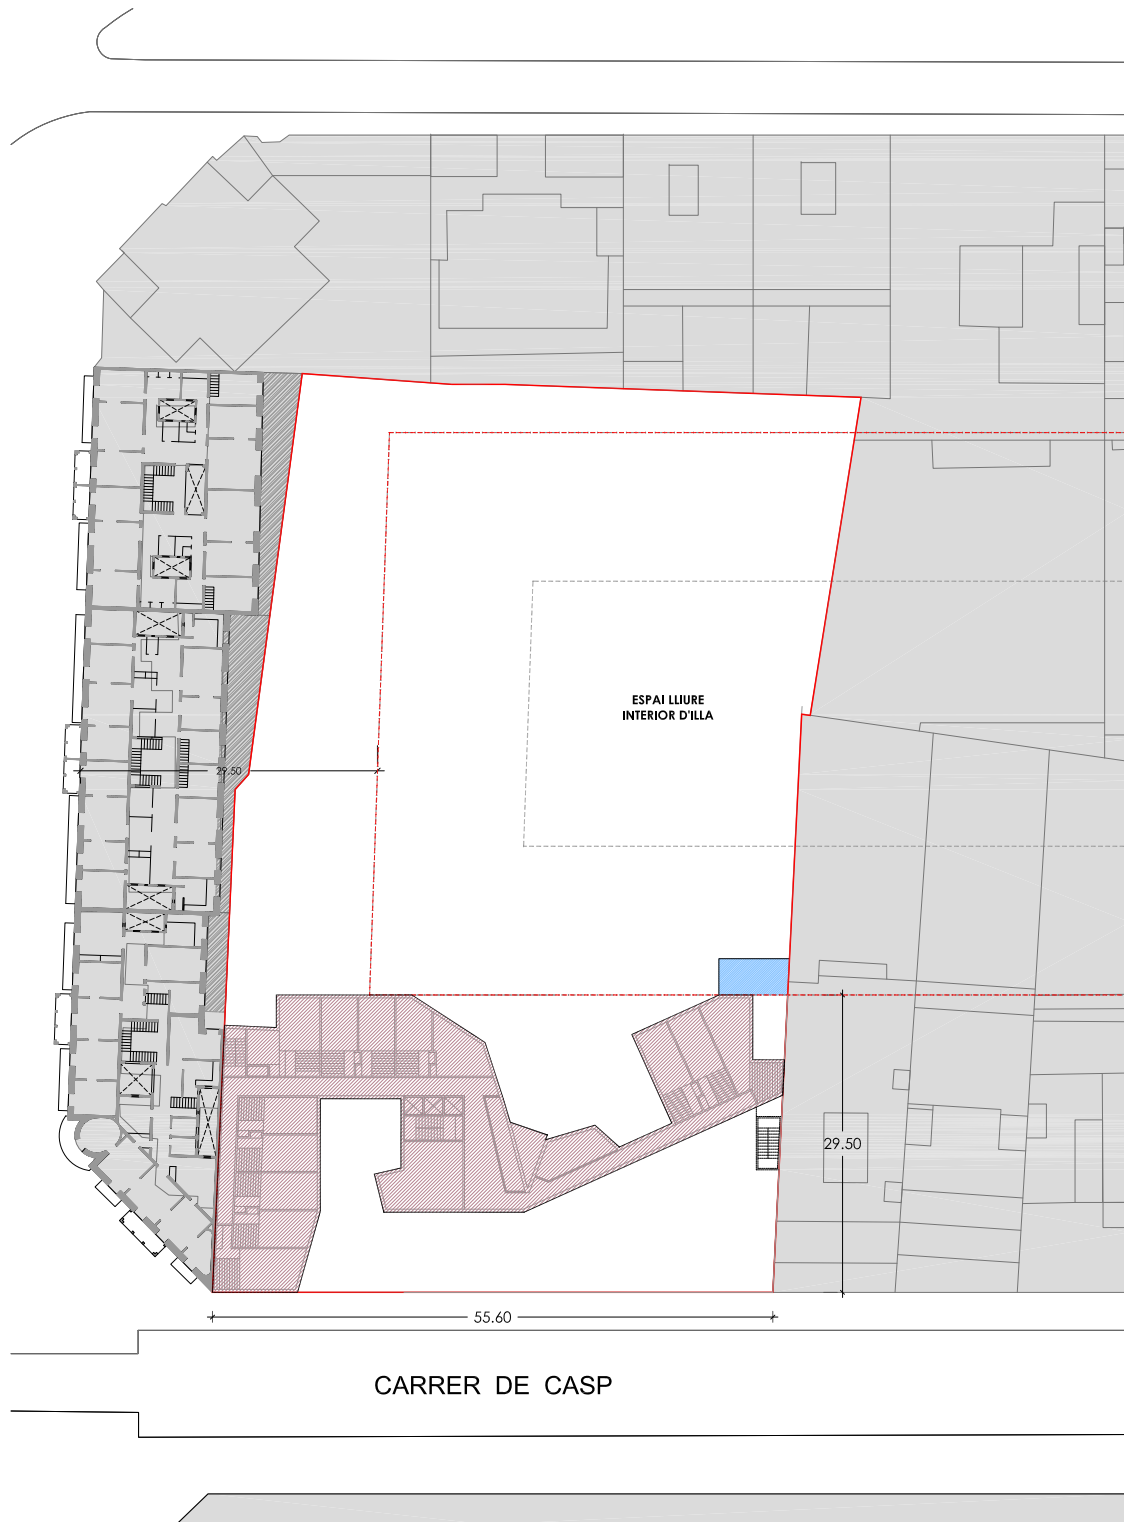 ESPAI LLIURE
INTERIOR D'ILLA
29.50
29.50
55.60
CARRER DE CASP